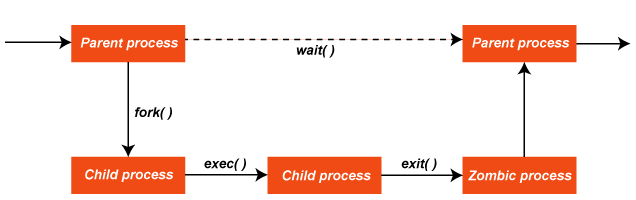 Parent process
wait( )
Parent process
fork( )
Child process
exec( )
Child process
exit( )
Zombic process